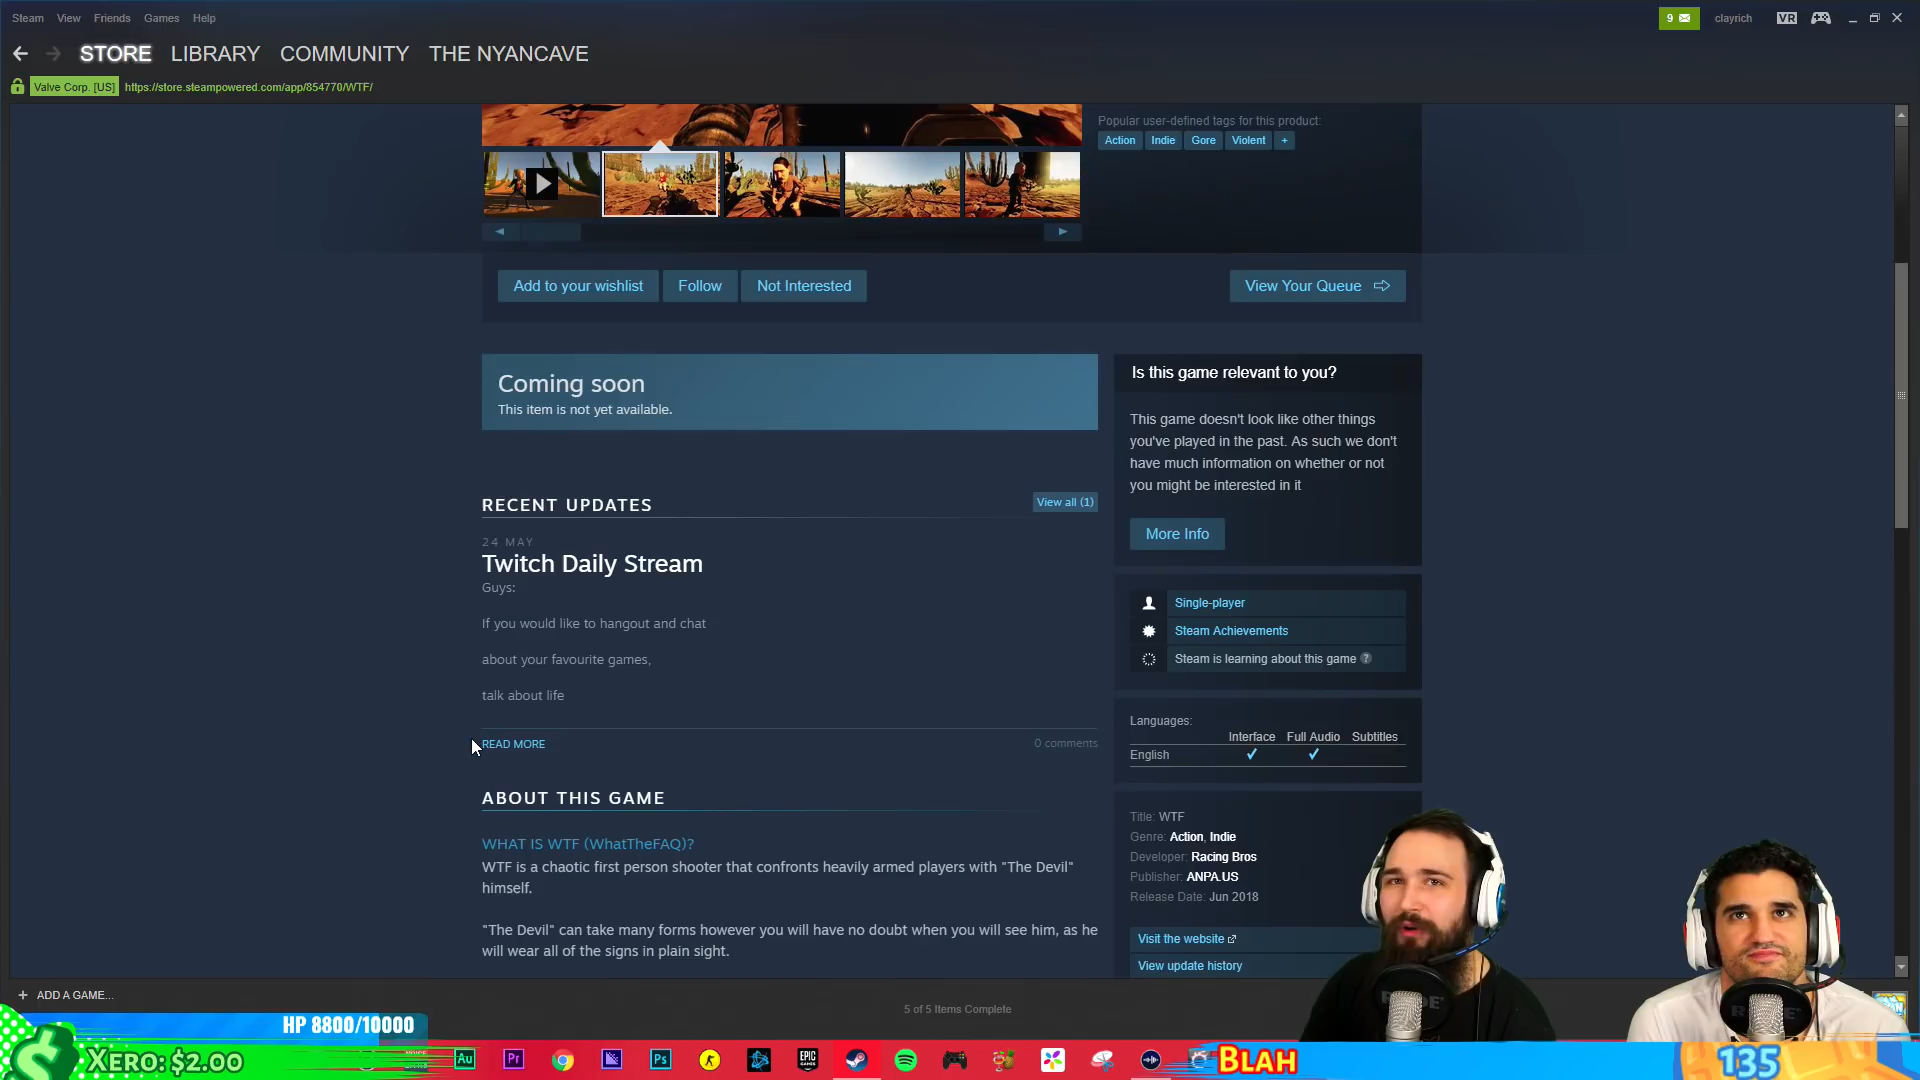 Steam View Friends Games Help
9
clayrich
VR
STORE LIBRARY COMMUNITY THE NYANCAVE
Valve Corp. [US] https://store.steampowered.com/app/854770/WTF/
Popular user-defined tags for this product:
Action Indie Gore Violent +
Add to your wishlist Follow Not Interested View Your Queue
Coming soon
This item is not yet available.
Is this game relevant to you?
This game doesn't look like other things
you've played in the past. As such we don't
have much information on whether or not
you might be interested in it
More Info
RECENT UPDATES View all (1)
24 MAY
Twitch Daily Stream
Guys:
If you would like to hangout and chat
about your favourite games,
talk about life
READ MORE 0 comments
Single-player
Steam Achievements
Steam is learning about this game ?
Languages:
Interface Full Audio Subtitles
English ✓ ✓
ABOUT THIS GAME
WHAT IS WTF (WhatTheFAQ)?
WTF is a chaotic first person shooter that confronts heavily armed players with "The Devil"
himself.
"The Devil" can take many forms however you will have no doubt when you will see him, as he
will wear all of the signs in plain sight.
Title: WTF
Genre: Action, Indie
Developer: Racing Bros
Publisher: ANPA.US
Release Date: Jun 2018
Visit the website
View update history
+ ADD A GAME...
5 of 5 Items Complete
HP 8800/10000
XERO: $2.00
Au Pr Ps
EPIC GAMES
BLAH
135